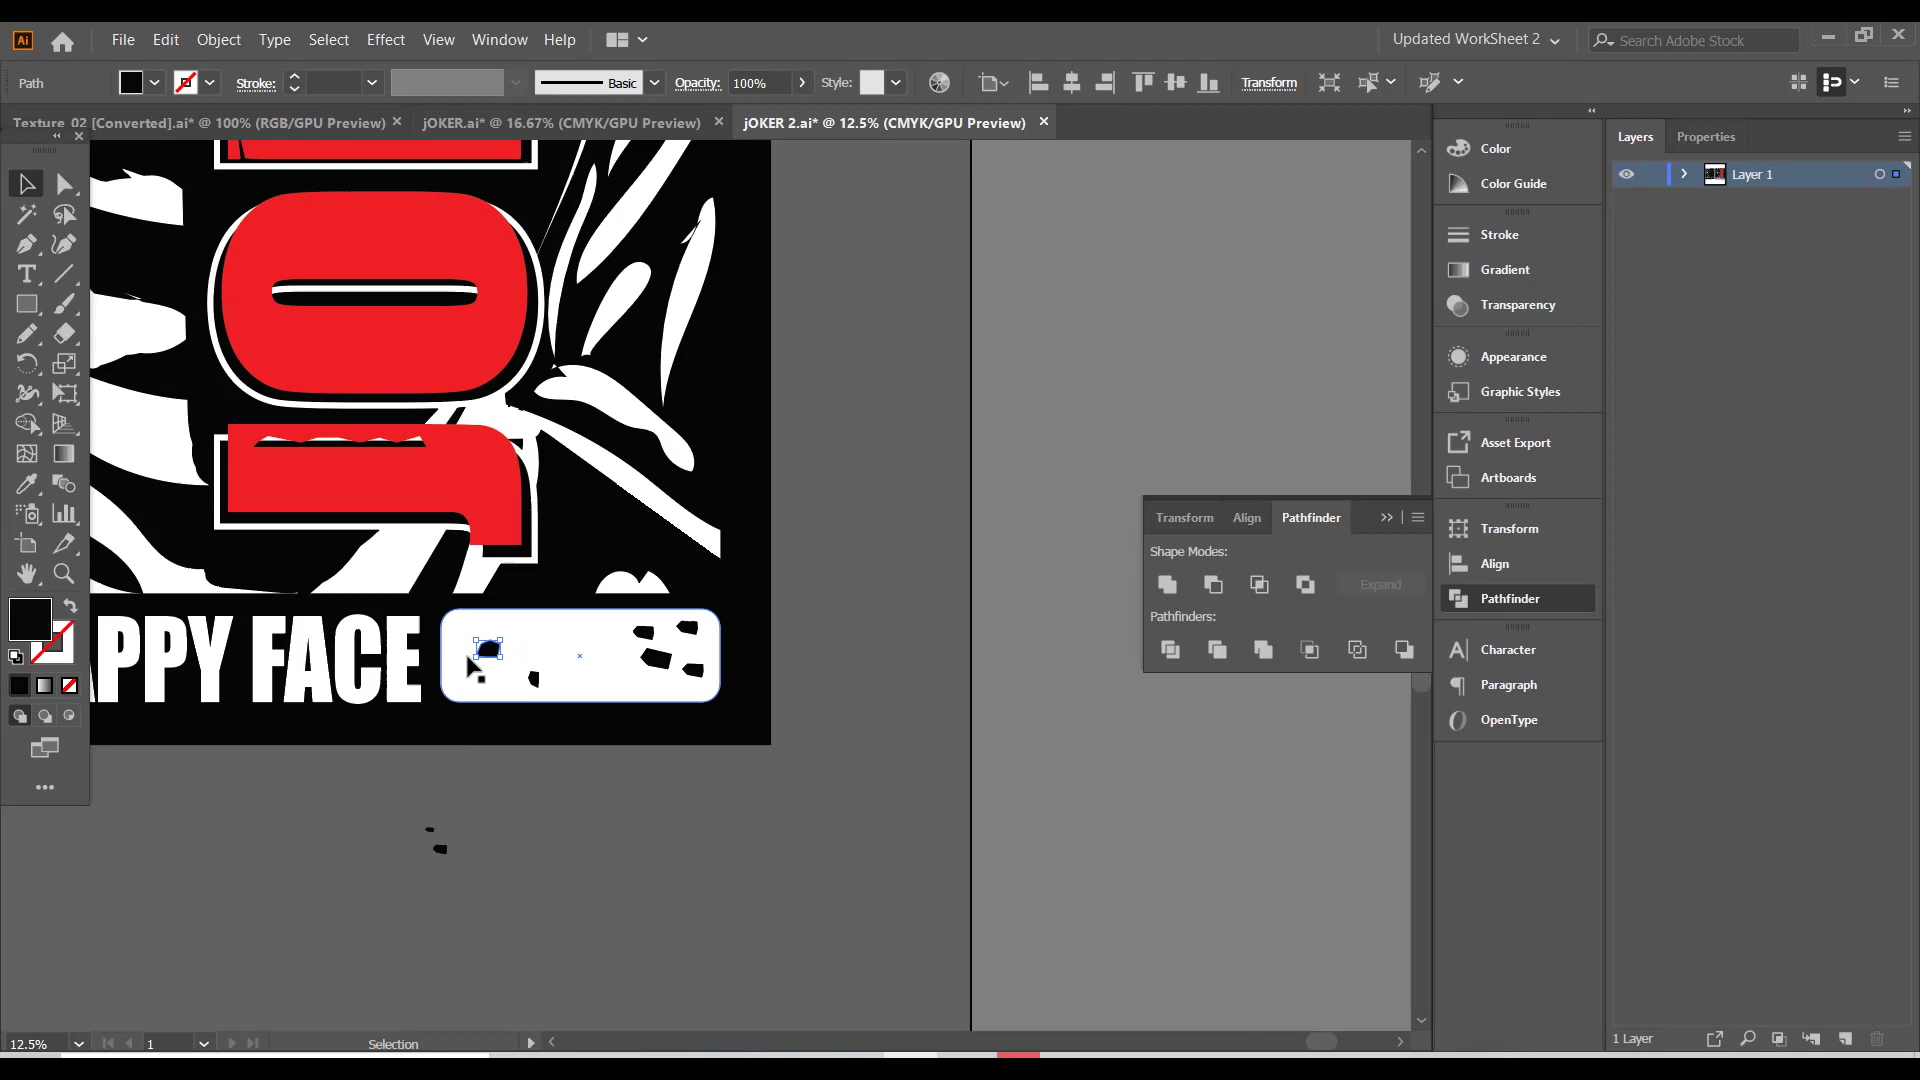 Ai File Edit Object Type Select Effect View Window Help Updated WorkSheet 2 Search Adobe Stock
Path Stroke: Basic Opacity: 100% Style: Transform
Texture_02 [Converted].ai* @ 100% (RGB/GPU Preview) jOKER.ai* @ 16.67% (CMYK/GPU Preview) jOKER 2.ai* @ 12.5% (CMYK/GPU Preview)
Layers Properties
Color
Layer 1
Color Guide
Stroke
Gradient
Transparency
Appearance
Graphic Styles
Asset Export
Artboards
Transform Align Pathfinder
Transform
Shape Modes:
Align
Expand
Pathfinder
Pathfinders:
Character
Paragraph
OpenType
JO
APPY FACE
12.5% 1 Selection
1 Layer